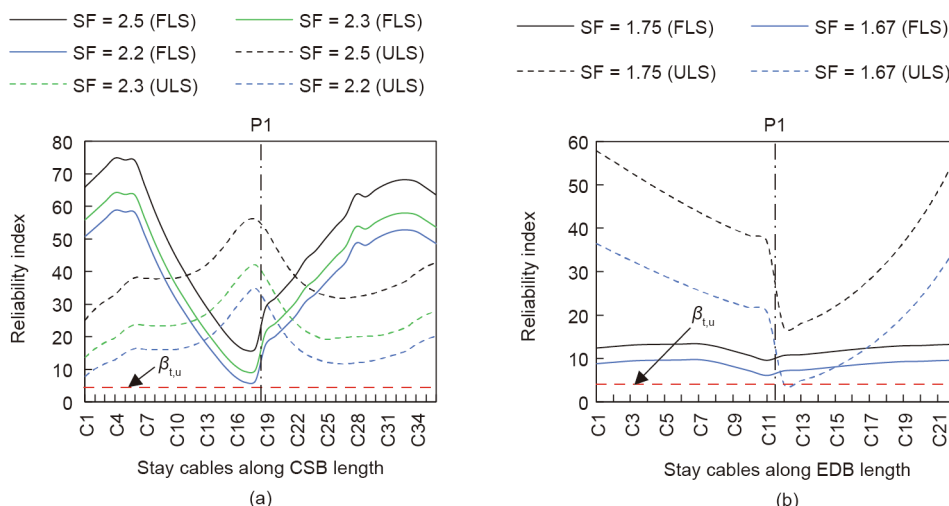 SF = 2.5 (FLS)
SF = 2.3 (FLS)
SF = 2.2 (FLS)
SF = 2.5 (ULS)
SF = 2.3 (ULS)
SF = 2.2 (ULS)
P1
80
70
60
50
40
30
20
10
0
Reliability index
βt,u
C1
C4
C7
C10
C13
C16
C19
C22
C25
C28
C31
C34
Stay cables along CSB length
(a)
SF = 1.75 (FLS)
SF = 1.67 (FLS)
SF = 1.75 (ULS)
SF = 1.67 (ULS)
P1
60
50
40
30
20
10
0
Reliability index
βt,u
C1
C3
C5
C7
C9
C11
C13
C15
C17
C19
C21
Stay cables along EDB length
(b)